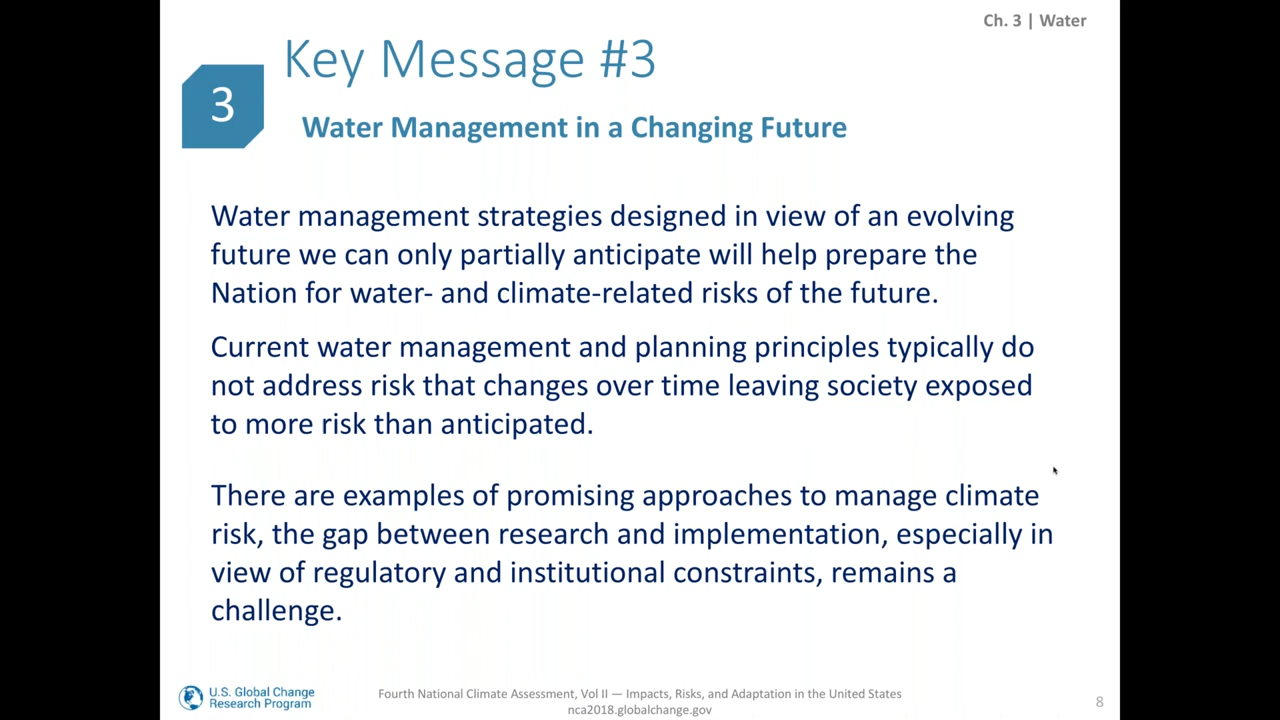 Ch. 3 | Water
Key Message #3
3
Water Management in a Changing Future
Water management strategies designed in view of an evolving
future we can only partially anticipate will help prepare the
Nation for water- and climate-related risks of the future.
Current water management and planning principles typically do
not address risk that changes over time leaving society exposed
to more risk than anticipated.
There are examples of promising approaches to manage climate
risk, the gap between research and implementation, especially in
view of regulatory and institutional constraints, remains a
challenge.
U.S. Global Change
Research Program
Fourth National Climate Assessment, Vol II — Impacts, Risks, and Adaptation in the United States
nca2018.globalchange.gov
8